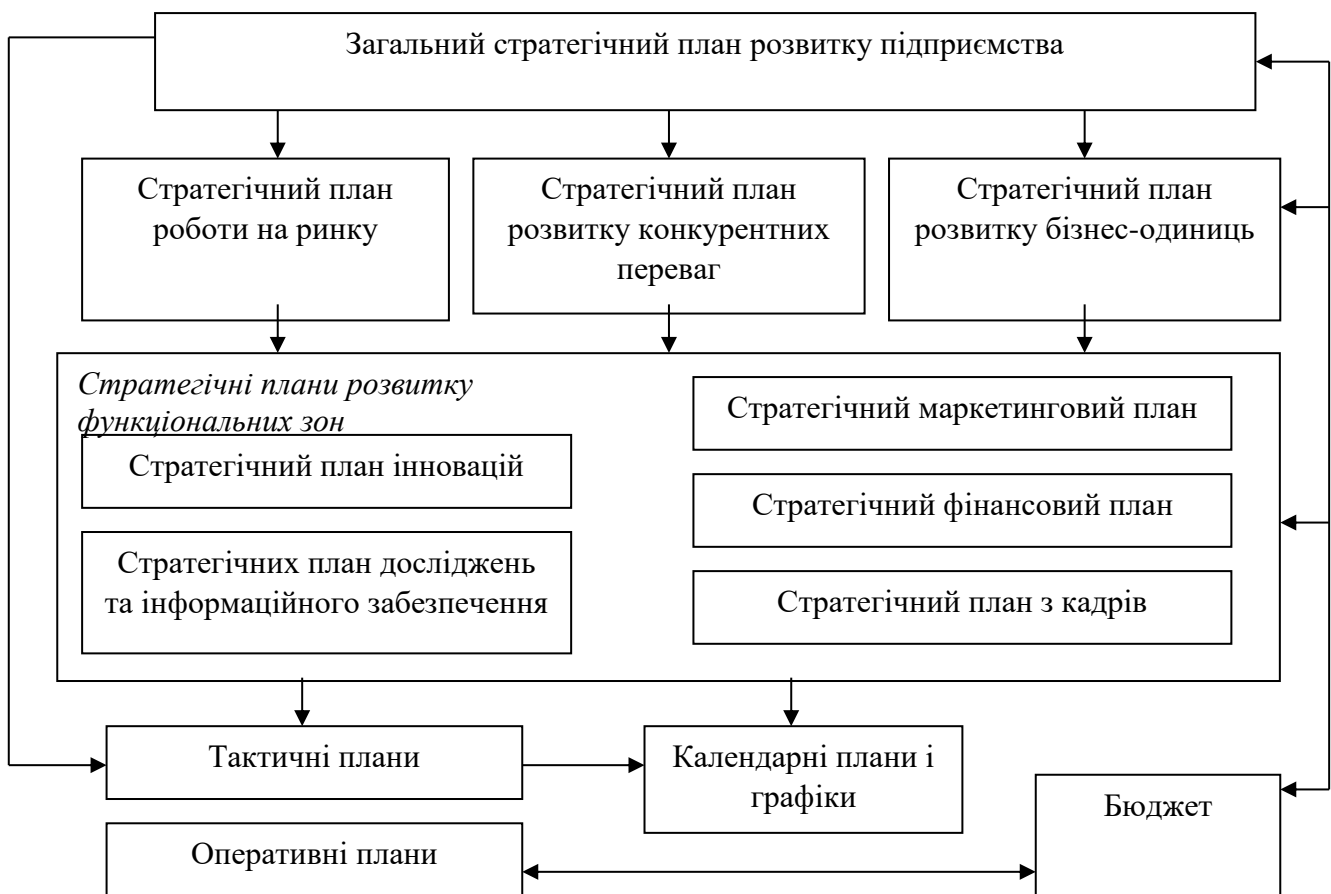 Загальний стратегічний план розвитку підприємства
Стратегічний план
роботи на ринку
Стратегічний план
розвитку конкурентних
переваг
Стратегічний план
розвитку бізнес-одиниць
Стратегічні плани розвитку
функціональних зон
Стратегічний план інновацій
Стратегічних план досліджень
та інформаційного забезпечення
Стратегічний маркетинговий план
Стратегічний фінансовий план
Стратегічний план з кадрів
Тактичні плани
Календарні плани і
графіки
Бюджет
Оперативні плани